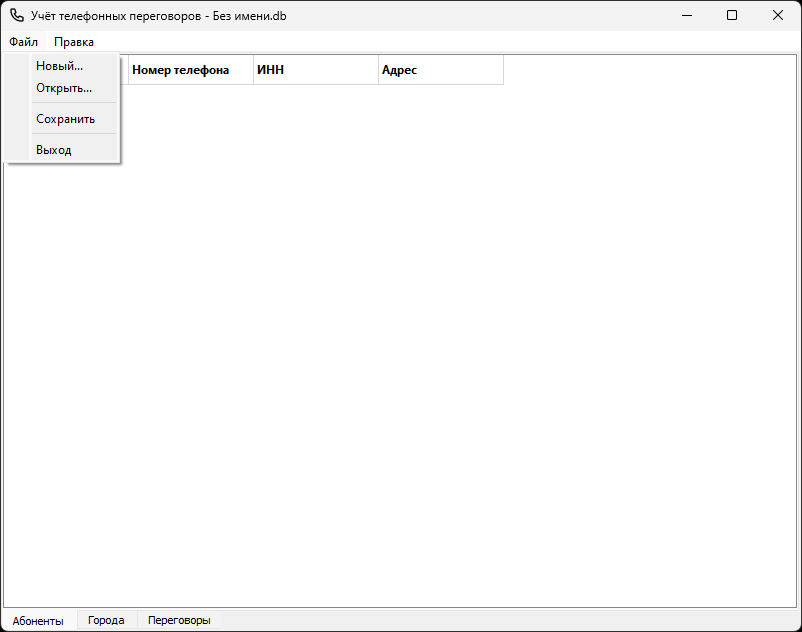 Учёт телефонных переговоров - Без имени.db
Файл Правка
Номер телефона ИНН Адрес
Новый...
Открыть...
Сохранить
Выход
Абоненты Города Переговоры